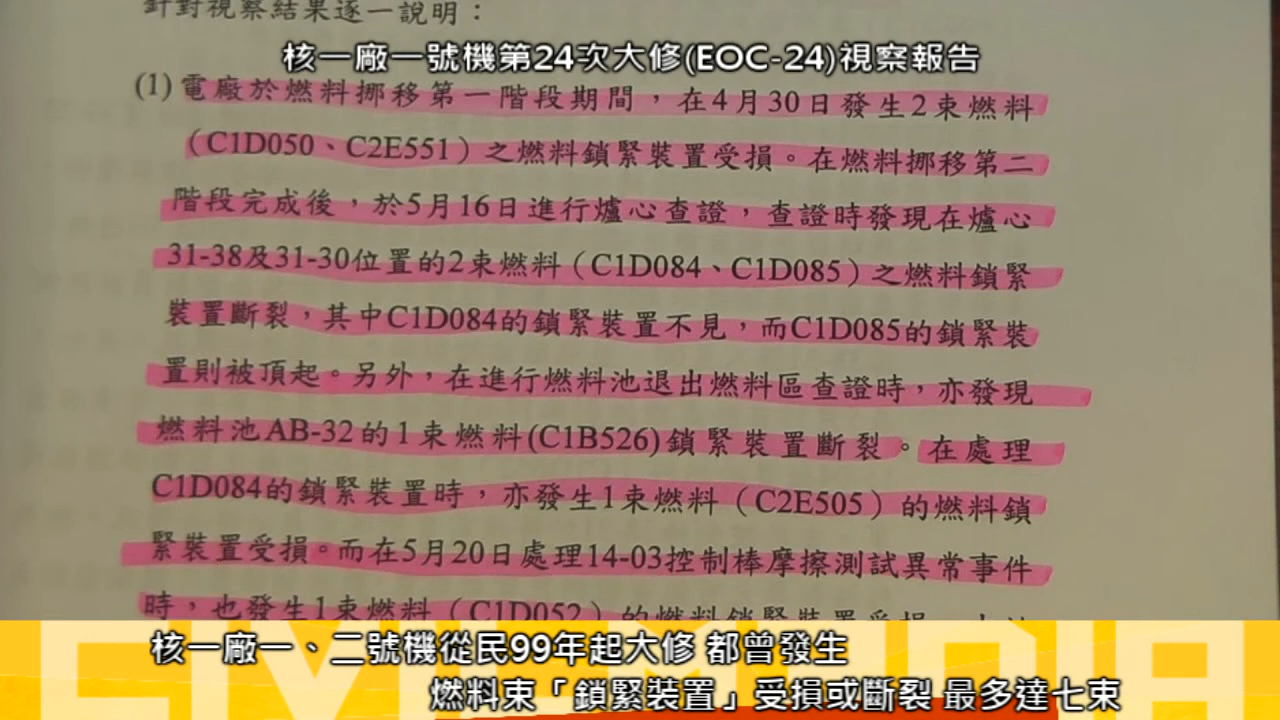 針對視察結果逐一說明：
核一廠一號機第24次大修(EOC-24)視察報告
(1)電廠於燃料挪移第一階段期間，在4月30日發生2束燃料
（C1D050、C2E551）之燃料鎖緊裝置受損。在燃料挪移第二
階段完成後，於5月16日進行爐心查證，查證時發現在爐心
31-38及31-30位置的2束燃料（C1D084、C1D085）之燃料鎖緊
裝置斷裂，其中C1D084的鎖緊裝置不見，而C1D085的鎖緊裝
置則被頂起。另外，在進行燃料池退出燃料區查證時，亦發現
燃料池AB-32的1束燃料(C1B526)鎖緊裝置斷裂。在處理
C1D084的鎖緊裝置時，亦發生1束燃料（C2E505）的燃料鎖
緊裝置受損。而在5月20日處理14-03控制棒摩擦測試異常事件
時，也發生1束燃料（C1D052）的燃料鎖緊裝置受損
核一廠一、二號機從民99年起大修 都曾發生
燃料束「鎖緊裝置」受損或斷裂 最多達七束